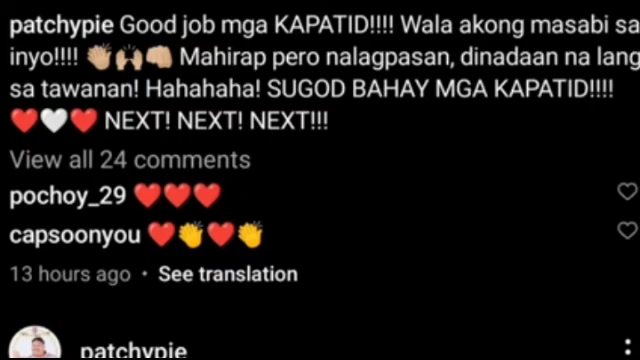 patchypie Good job mga KAPATID!!!! Wala akong masabi sa
inyo!!!! 👏🏼🙌🏼👊🏼 Mahirap pero nalagpasan, dinadaan na lang
sa tawanan! Hahahaha! SUGOD BAHAY MGA KAPATID!!!!
❤️🤍❤️ NEXT! NEXT! NEXT!!!
View all 24 comments
pochoy_29 ❤️❤️❤️
capsoonyou ❤️👏❤️👏
13 hours ago · See translation
patchypie